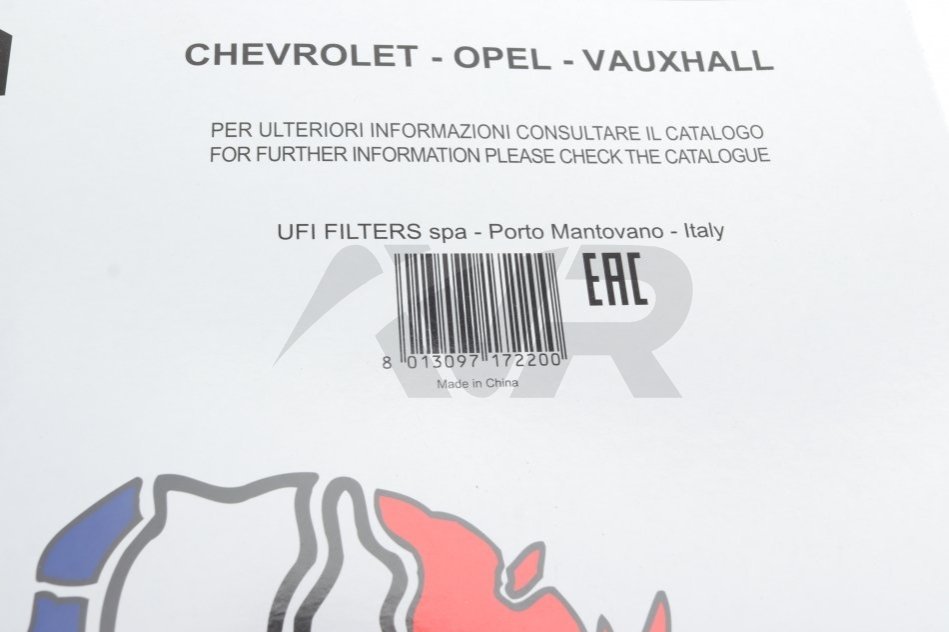 CHEVROLET - OPEL - VAUXHALL
PER ULTERIORI INFORMAZIONI CONSULTARE IL CATALOGO
FOR FURTHER INFORMATION PLEASE CHECK THE CATALOGUE
UFI FILTERS spa - Porto Mantovano - Italy
EAC
8 013097 172200
Made in China